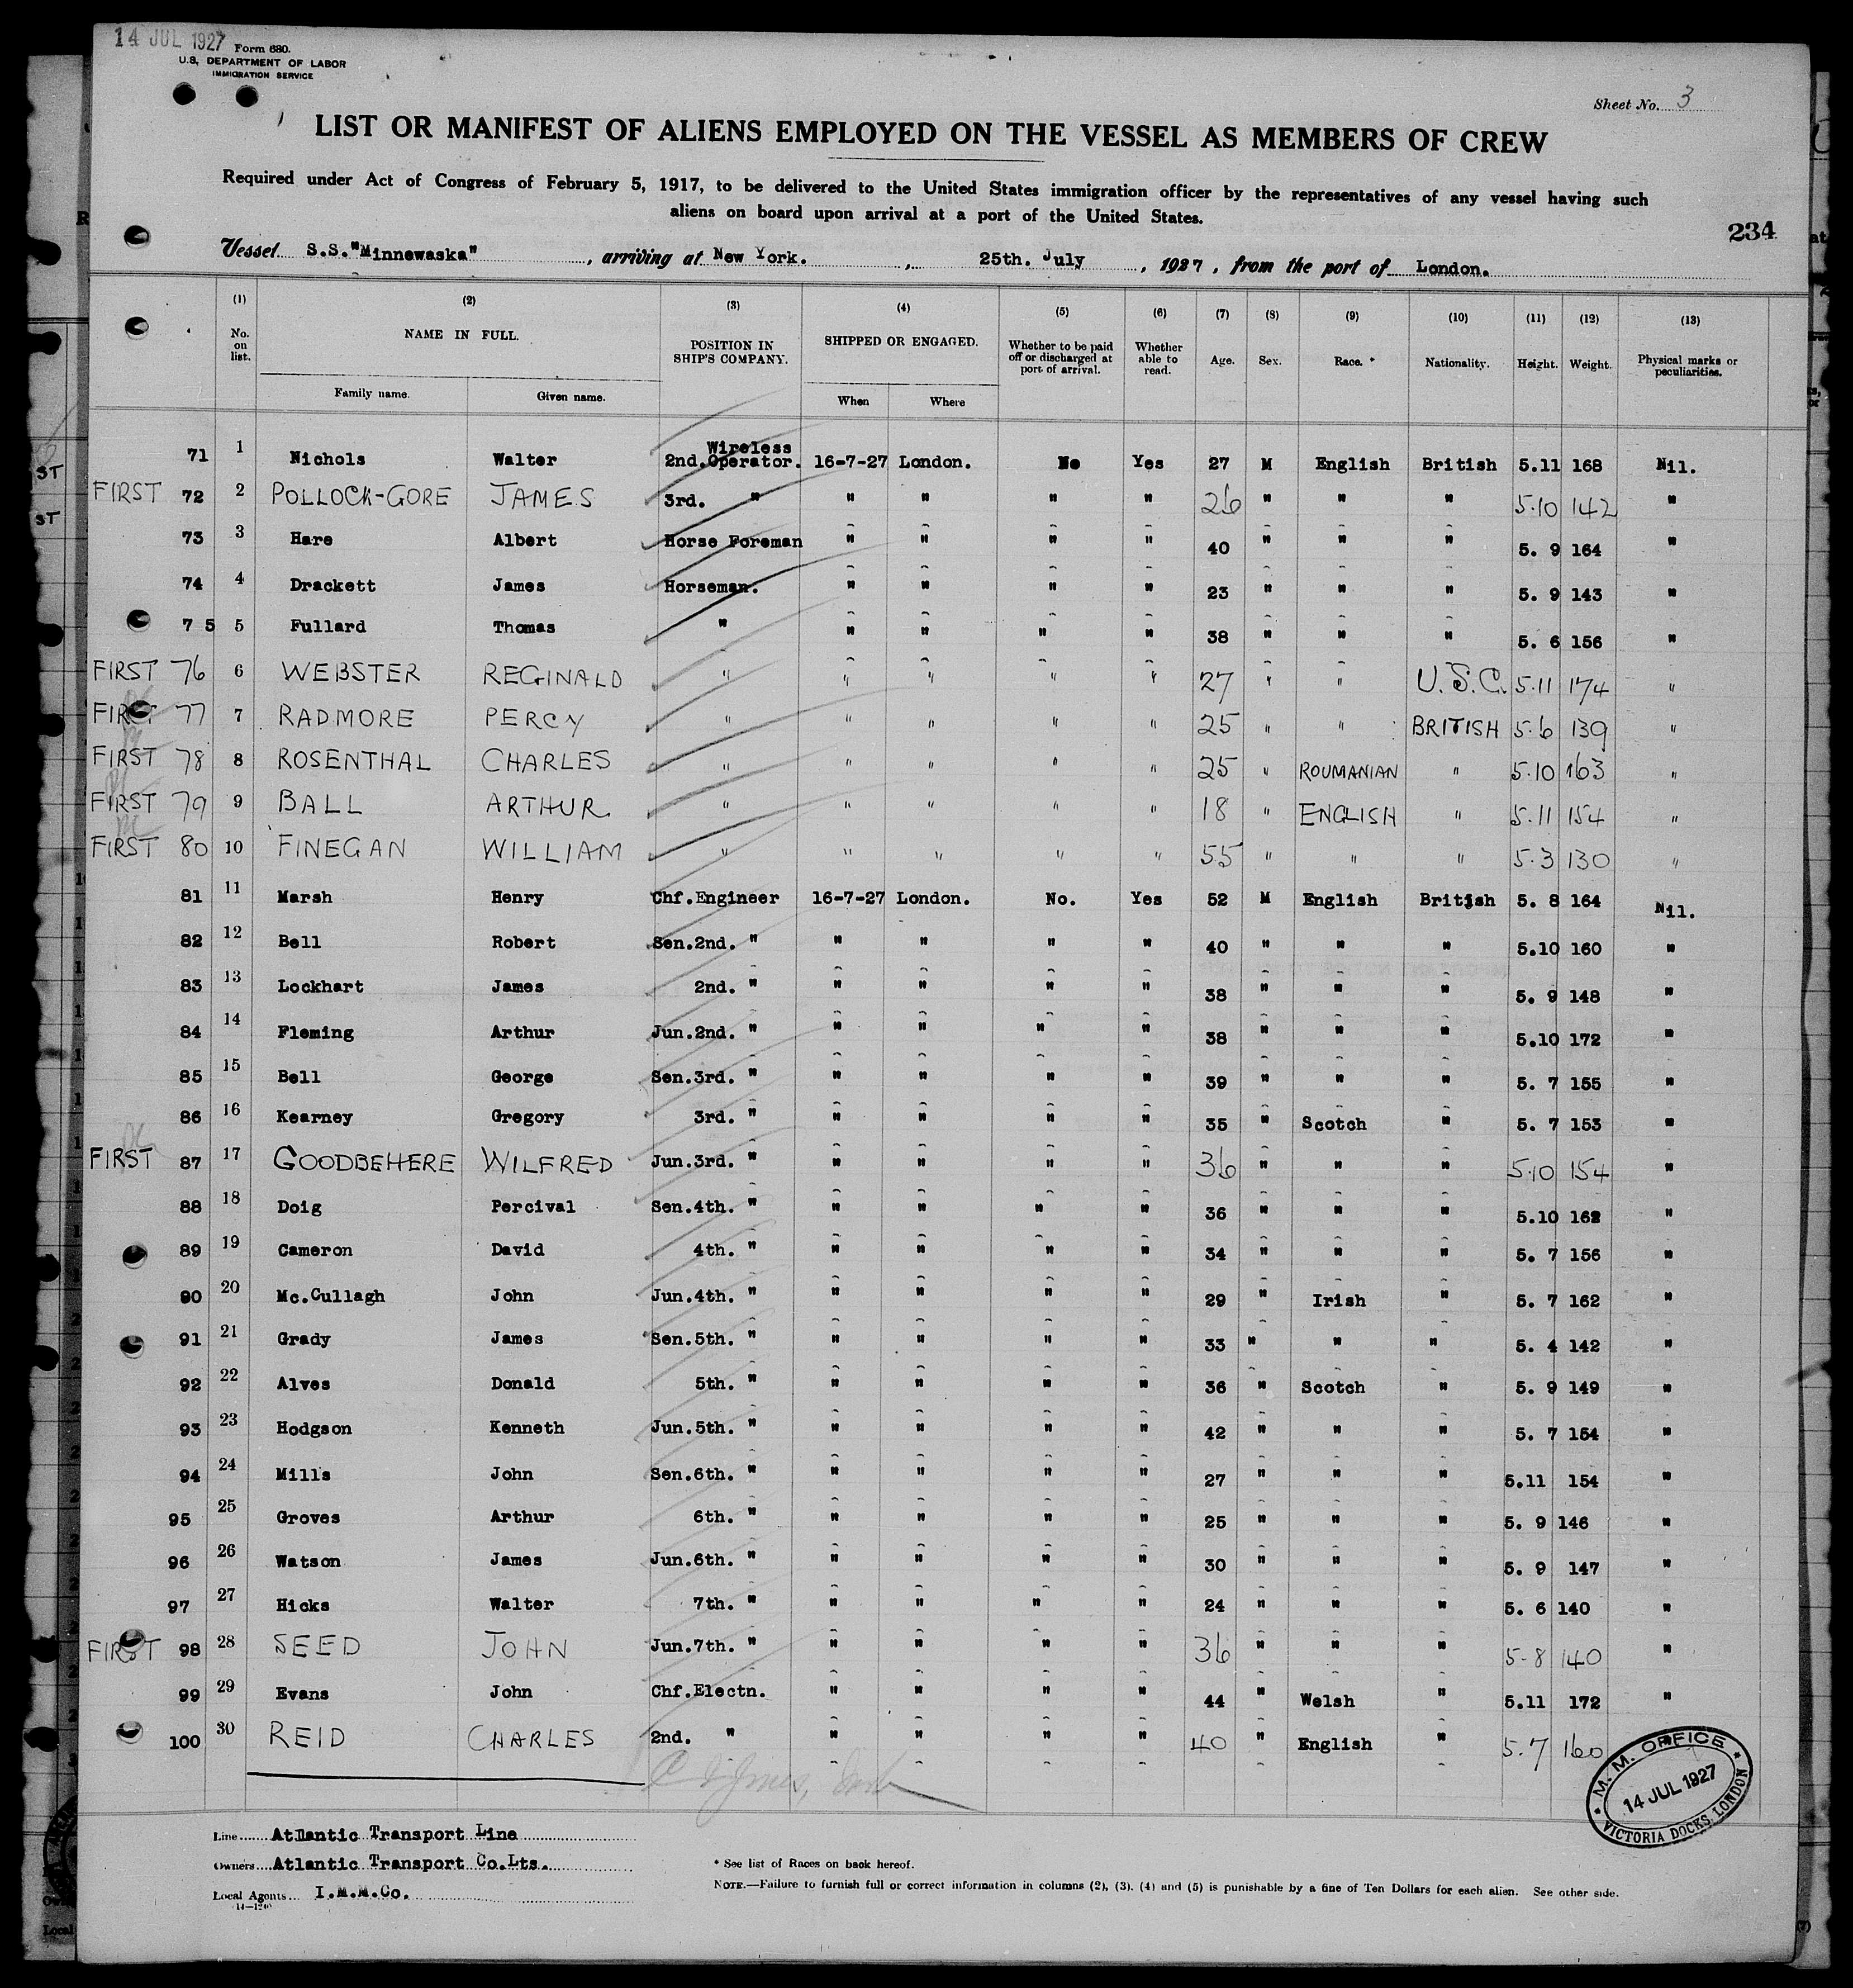 14 JUL 1927
Form 680.
U.S. DEPARTMENT OF LABOR
IMMIGRATION SERVICE
Sheet No. 3
LIST OR MANIFEST OF ALIENS EMPLOYED ON THE VESSEL AS MEMBERS OF CREW
Required under Act of Congress of February 5, 1917, to be delivered to the United States immigration officer by the representatives of any vessel having such
aliens on board upon arrival at a port of the United States.
234
Vessel S.S."Minnewaska", arriving at New York., 25th. July, 1927, from the port of London.
(1) (2) (3) (4) (5) (6) (7) (8) (9) (10) (11) (12) (13)
No. on list. NAME IN FULL. POSITION IN SHIP'S COMPANY. SHIPPED OR ENGAGED. Whether to be paid off or discharged at port of arrival. Whether able to read. Age. Sex. Race. * Nationality. Height. Weight. Physical marks or peculiarities.
Family name. Given name. When Where
71 1 Nichols Walter 2nd. Wireless Operator. 16-7-27 London. No Yes 27 M English British 5.11 168 Nil.
FIRST 72 2 POLLOCK-GORE JAMES 3rd. " " " " " 26 " " " 5.10 142 "
73 3 Hare Albert Horse Foreman " " " " 40 " " " 5. 9 164 "
74 4 Drackett James Horseman. " " " " 23 " " " 5. 9 143 "
7 5 5 Fullard Thomas " " " " " 38 " " " 5. 6 156 "
FIRST 76 6 WEBSTER REGINALD " " " " " 27 " " U.S.C. 5.11 174 "
FIRST 77 7 RADMORE PERCY " " " " " 25 " " BRITISH 5.6 139 "
FIRST 78 8 ROSENTHAL CHARLES " " " " " 25 " ROUMANIAN " 5.10 163 "
FIRST 79 9 BALL ARTHUR. " " " " " 18 " ENGLISH " 5.11 154 "
FIRST 80 10 FINEGAN WILLIAM " " " " " 55 " " " 5.3 130 "
81 11 Marsh Henry Chf.Engineer 16-7-27 London. No. Yes 52 M English British 5. 8 164 Nil.
82 12 Bell Robert Sen.2nd. " " " " " 40 " " " 5.10 160 "
83 13 Lockhart James 2nd. " " " " " 38 " " " 5. 9 148 "
84 14 Fleming Arthur Jun.2nd. " " " " " 38 " " " 5.10 172 "
85 15 Bell George Sen.3rd. " " " " " 39 " " " 5. 7 155 "
86 16 Kearney Gregory 3rd. " " " " " 35 " Scotch " 5. 7 153 "
FIRST 87 17 GOODBEHERE WILFRED Jun.3rd. " " " " " 36 " " " 5.10 154 "
88 18 Doig Percival Sen.4th. " " " " " 36 " " " 5.10 162 "
89 19 Cameron David 4th. " " " " " 34 " " " 5. 7 156 "
90 20 Mc.Cullagh John Jun.4th. " " " " " 29 " Irish " 5. 7 162 "
91 21 Grady James Sen.5th. " " " " " 33 " " " 5. 4 142 "
92 22 Alves Donald 5th. " " " " " 36 " Scotch " 5. 9 149 "
93 23 Hodgson Kenneth Jun.5th. " " " " " 42 " " " 5. 7 154 "
94 24 Mills John Sen.6th. " " " " " 27 " " " 5.11 154 "
95 25 Groves Arthur 6th. " " " " " 25 " " " 5. 9 146 "
96 26 Watson James Jun.6th. " " " " " 30 " " " 5. 9 147 "
97 27 Hicks Walter 7th. " " " " " 24 " " " 5. 6 140 "
FIRST 98 28 SEED JOHN Jun.7th. " " " " " 36 " " " 5-8 140 "
99 29 Evans John Chf.Electn. " " " " 44 " Welsh " 5.11 172 "
100 30 REID CHARLES 2nd. " " " " " 40 " English " 5.7 160
M. M. OFFICE
14 JUL 1927
VICTORIA DOCKS, LONDON
Line Atlantic Transport Line
Owners Atlantic Transport Co.Lts.
Local Agents I.M.M.Co.
14-1240
* See list of Races on back hereof.
NOTE.—Failure to furnish full or correct information in columns (2), (3), (4) and (5) is punishable by a fine of Ten Dollars for each alien. See other side.